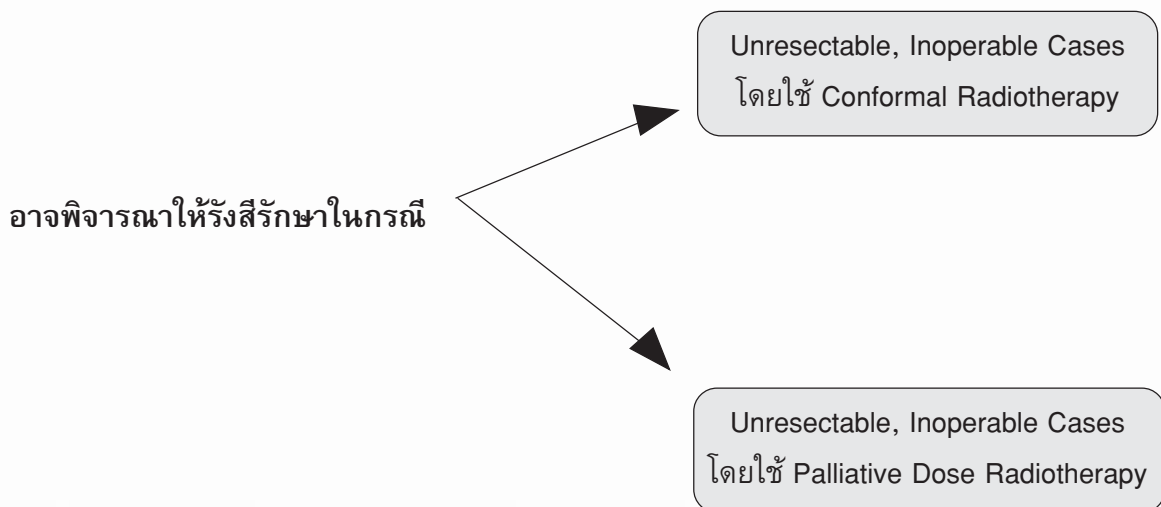 Unresectable, Inoperable Cases
โดยใช้ Conformal Radiotherapy
อาจพิจารณาให้รังสีรักษาในกรณี
Unresectable, Inoperable Cases
โดยใช้ Palliative Dose Radiotherapy